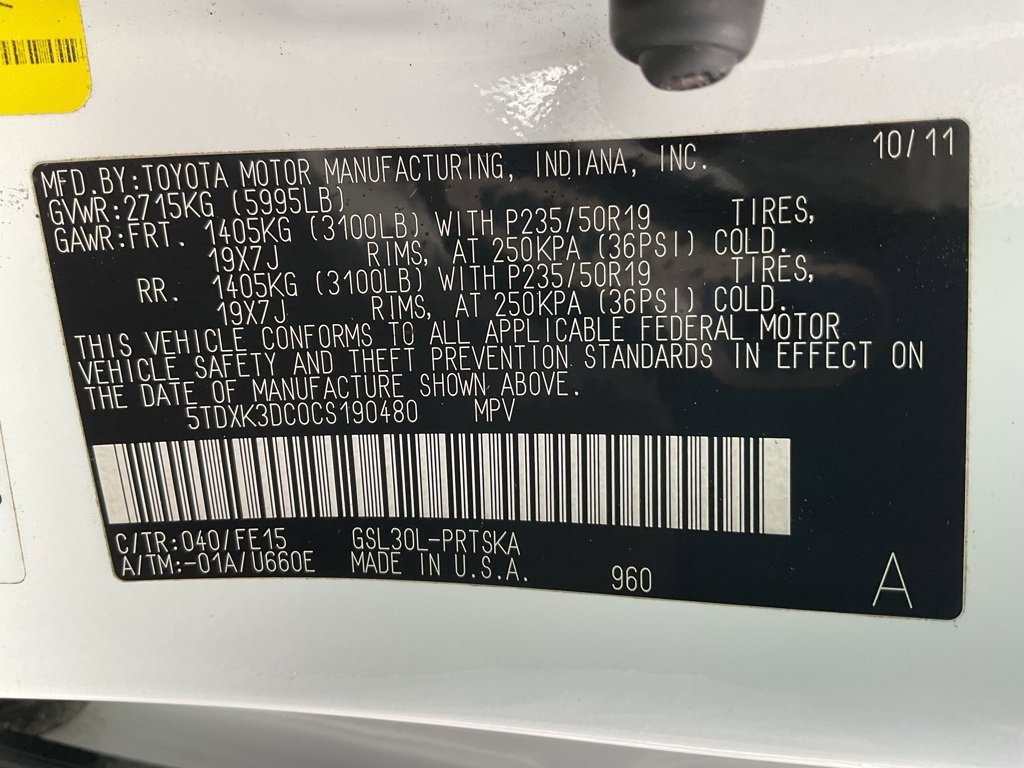 10/11
MFD.BY:TOYOTA MOTOR MANUFACTURING, INDIANA, INC.
GVWR:2715KG (5995LB)
GAWR:FRT. 1405KG (3100LB) WITH P235/50R19 TIRES,
19X7J RIMS, AT 250KPA (36PSI) COLD.
RR. 1405KG (3100LB) WITH P235/50R19 TIRES,
19X7J RIMS, AT 250KPA (36PSI) COLD.
THIS VEHICLE CONFORMS TO ALL APPLICABLE FEDERAL MOTOR
VEHICLE SAFETY AND THEFT PREVENTION STANDARDS IN EFFECT ON
THE DATE OF MANUFACTURE SHOWN ABOVE.
5TDXK3DC0CS190480 MPV
C/TR:040/FE15 GSL30L-PRTSKA
A/TM:-01A/U660E MADE IN U.S.A. 960 A